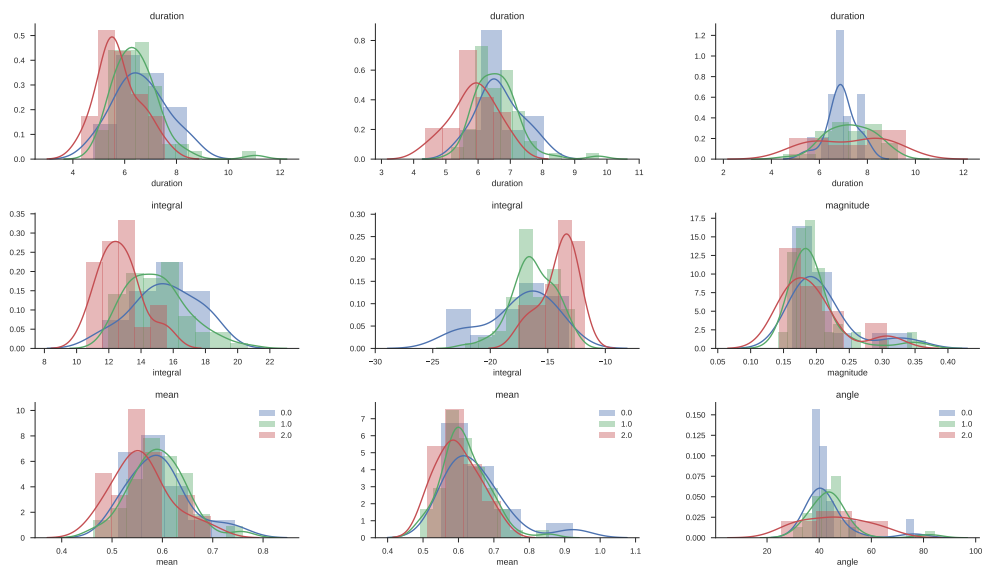 duration
0.5
0.4
0.3
0.2
0.1
0.0
4 6 8 10 12
duration
duration
0.8
0.6
0.4
0.2
0.0
3 4 5 6 7 8 9 10 11
duration
duration
1.2
1.0
0.8
0.6
0.4
0.2
0.0
2 4 6 8 10 12
duration
integral
0.35
0.30
0.25
0.20
0.15
0.10
0.05
0.00
8 10 12 14 16 18 20 22
integral
integral
0.30
0.25
0.20
0.15
0.10
0.05
0.00
−30 −25 −20 −15 −10
integral
magnitude
17.5
15.0
12.5
10.0
7.5
5.0
2.5
0.0
0.05 0.10 0.15 0.20 0.25 0.30 0.35 0.40
magnitude
mean
10
8
6
4
2
0
0.4 0.5 0.6 0.7 0.8
mean
0.0
1.0
2.0
mean
7
6
5
4
3
2
1
0
0.4 0.5 0.6 0.7 0.8 0.9 1.0 1.1
mean
0.0
1.0
2.0
angle
0.150
0.125
0.100
0.075
0.050
0.025
0.000
20 40 60 80 100
angle
0.0
1.0
2.0